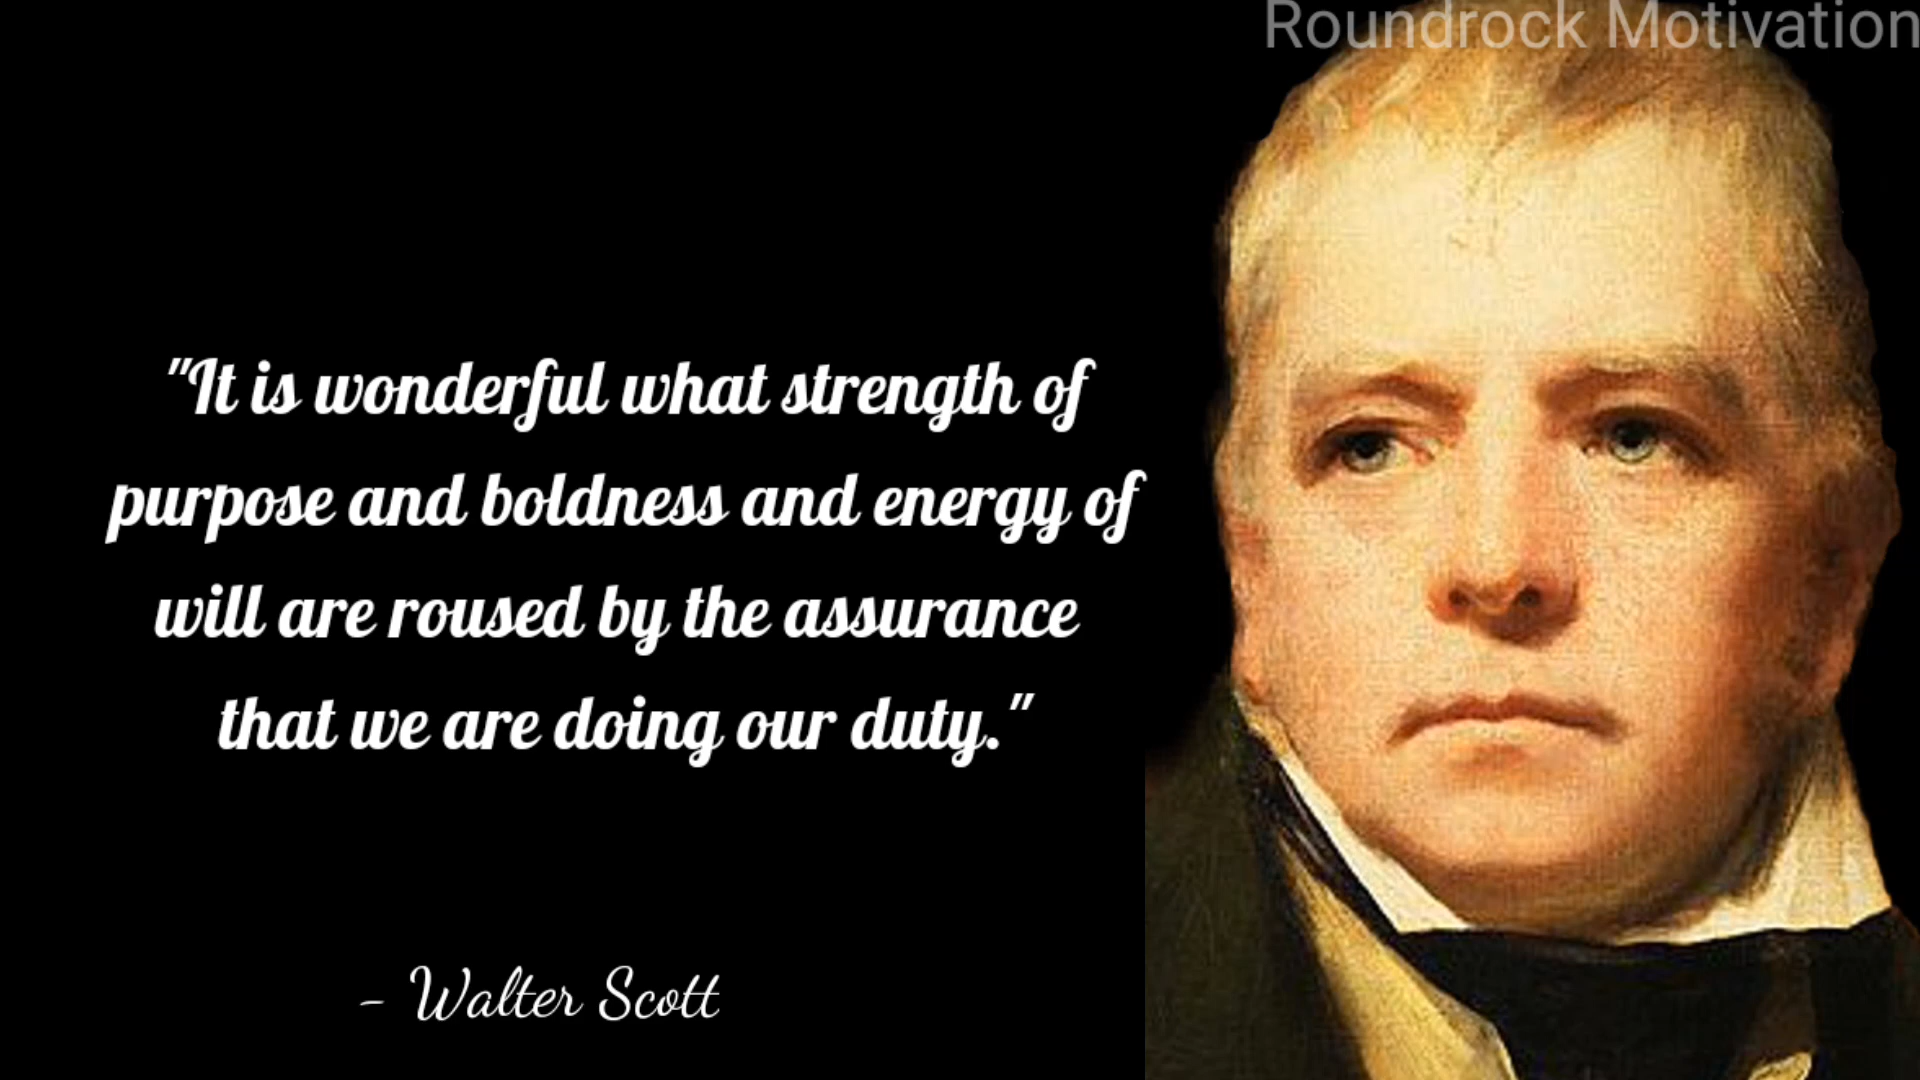 Roundrock Motivation
"It is wonderful what strength of
purpose and boldness and energy of
will are roused by the assurance
that we are doing our duty."
- Walter Scott